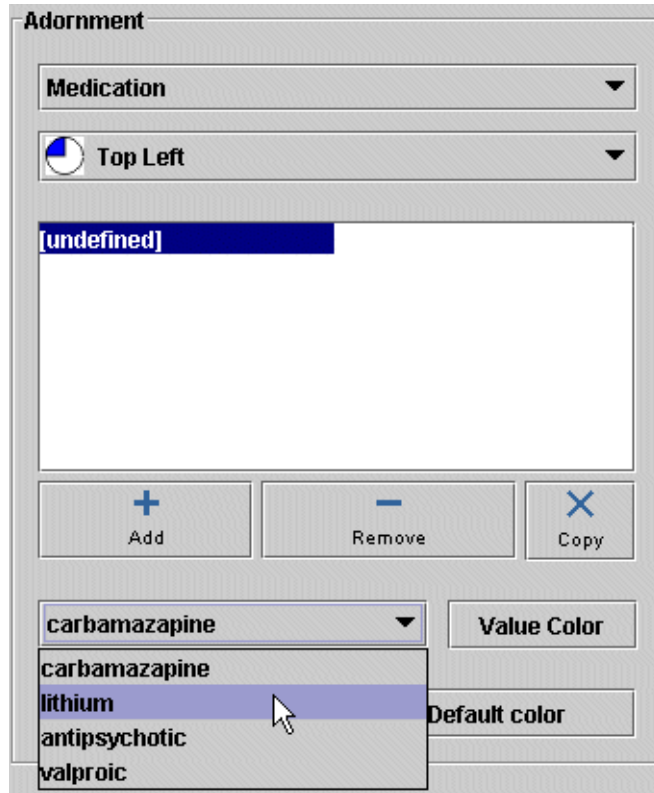 Adornment
Medication
Top Left
[undefined]
Add Remove Copy
carbamazapine Value Color
carbamazapine
lithium
Default color
antipsychotic
valproic